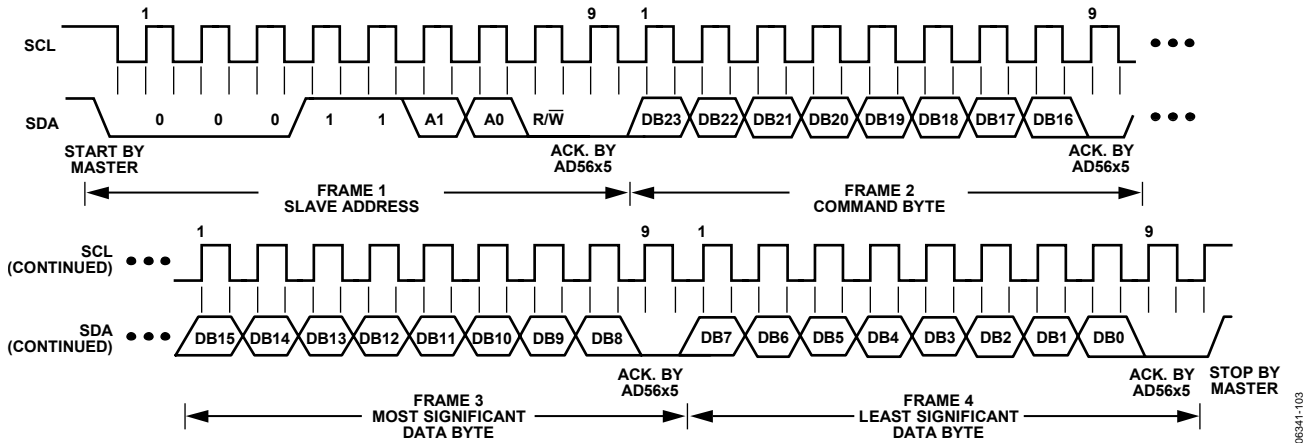 1 9 1 9
SCL
SDA 0 0 0 1 1 A1 A0 R/W̅ DB23 DB22 DB21 DB20 DB19 DB18 DB17 DB16
START BY
MASTER
ACK. BY
AD56x5
ACK. BY
AD56x5
FRAME 1
SLAVE ADDRESS
FRAME 2
COMMAND BYTE
1 9 1 9
SCL
(CONTINUED)
SDA
(CONTINUED)
DB15 DB14 DB13 DB12 DB11 DB10 DB9 DB8 DB7 DB6 DB5 DB4 DB3 DB2 DB1 DB0
ACK. BY
AD56x5
ACK. BY
AD56x5
STOP BY
MASTER
FRAME 3
MOST SIGNIFICANT
DATA BYTE
FRAME 4
LEAST SIGNIFICANT
DATA BYTE
06341-103